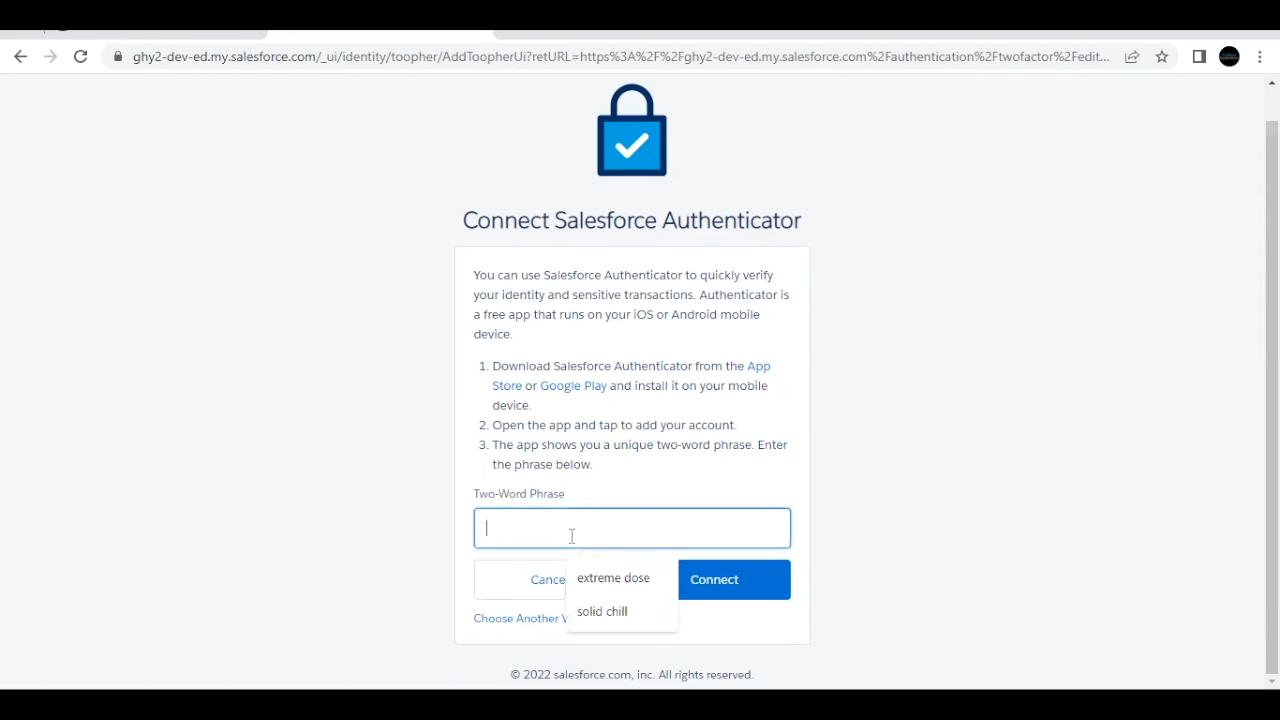 ghy2-dev-ed.my.salesforce.com/_ui/identity/toopher/AddToopherUi?retURL=https%3A%2F%2Fghy2-dev-ed.my.salesforce.com%2Fauthentication%2Ftwofactor%2Fedit...
Connect Salesforce Authenticator
You can use Salesforce Authenticator to quickly verify
your identity and sensitive transactions. Authenticator is
a free app that runs on your iOS or Android mobile
device.
1. Download Salesforce Authenticator from the App
Store or Google Play and install it on your mobile
device.
2. Open the app and tap to add your account.
3. The app shows you a unique two-word phrase. Enter
the phrase below.
Two-Word Phrase
Cance
extreme dose
Connect
solid chill
Choose Another V
© 2022 salesforce.com, inc. All rights reserved.